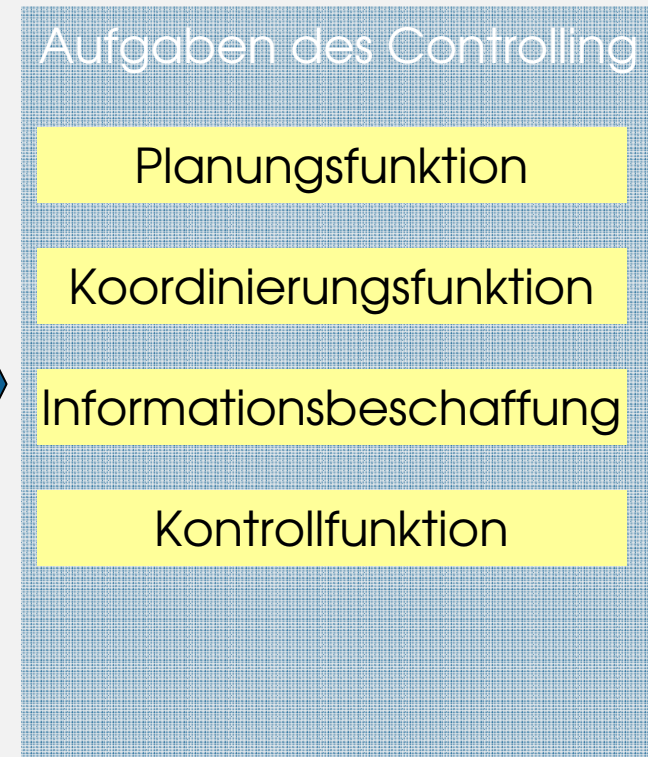 Aufgaben des Controlling
Planungsfunktion
Koordinierungsfunktion
Informationsbeschaffung
Kontrollfunktion